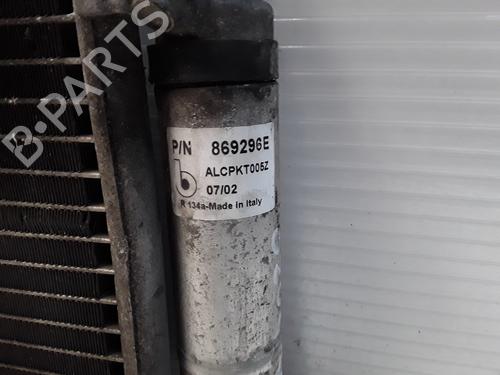 B-PARTS
P/N 869296E
b
ALCPKT005Z
07/02
R 134a-Made in Italy